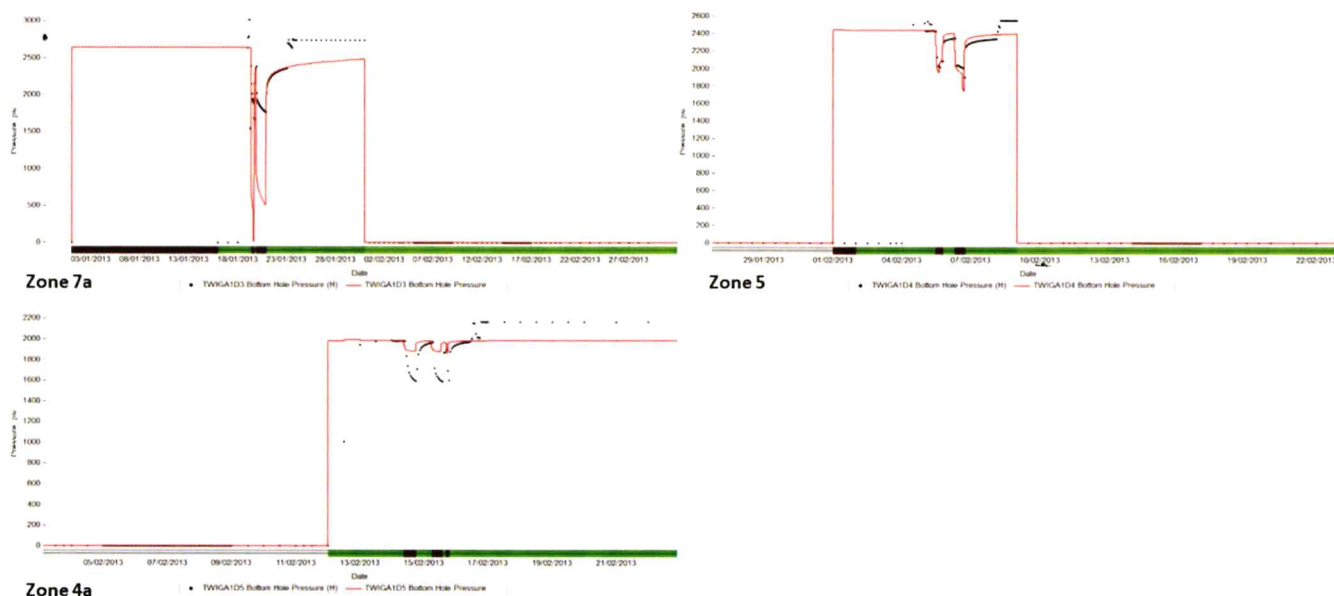 3000
2500
2000
1500
1000
500
0
Pressure
03/01/2013 08/01/2013 13/01/2013 18/01/2013 23/01/2013 28/01/2013 02/02/2013 07/02/2013 12/02/2013 17/02/2013 22/02/2013 27/02/2013
Date
Zone 7a
TWIGA1D3 Bottom Hole Pressure (H) TWIGA1D3 Bottom Hole Pressure
2600
2400
2200
2000
1800
1600
1400
1200
1000
800
600
400
200
0
Pressure
29/01/2013 01/02/2013 04/02/2013 07/02/2013 10/02/2013 13/02/2013 16/02/2013 19/02/2013 22/02/2013
Date
Zone 5
TWIGA1D4 Bottom Hole Pressure (H) TWIGA1D4 Bottom Hole Pressure
2200
2000
1800
1600
1400
1200
1000
800
600
400
200
0
Pressure
05/02/2013 07/02/2013 09/02/2013 11/02/2013 13/02/2013 15/02/2013 17/02/2013 19/02/2013 21/02/2013
Date
Zone 4a
TWIGA1D5 Bottom Hole Pressure (H) TWIGA1D5 Bottom Hole Pressure